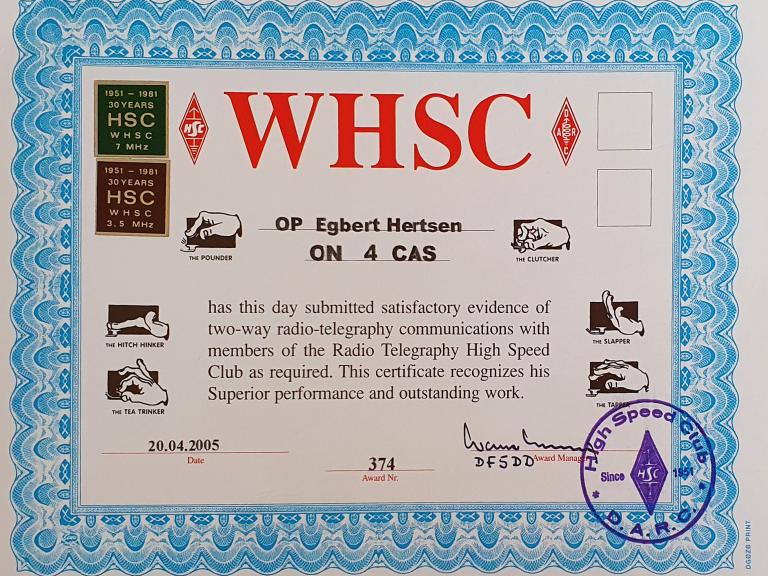 1951 – 1981
30 YEARS
HSC
WHSC
7 MHz
1951 – 1981
30 YEARS
HSC
WHSC
3,5 MHz
HSC
WHSC
DARC
OP Egbert Hertsen
ON 4 CAS
THE POUNDER
THE CLUTCHER
THE HITCH HINKER
THE TEA TRINKER
THE SLAPPER
has this day submitted satisfactory evidence of
two-way radio-telegraphy communications with
members of the Radio Telegraphy High Speed
Club as required. This certificate recognizes his
Superior performance and outstanding work.
THE TAPPER
20.04.2005
Date
374
Award Nr.
DF5DD
Award Manager
High Speed Club
Since HSC 1951
* D.A.R.C. *
DG0ZB PRINT